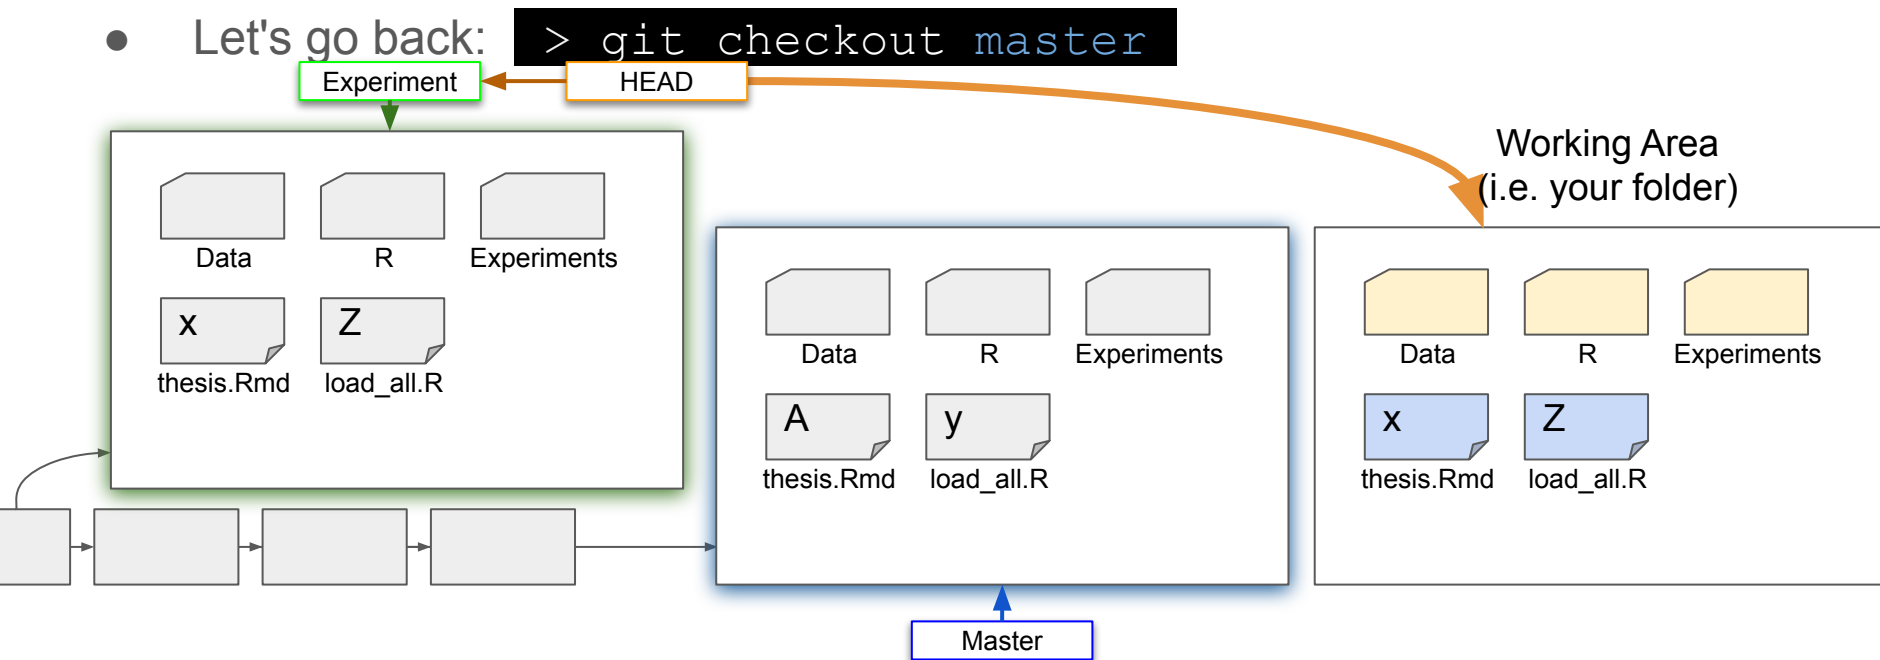 ● Let's go back: > git checkout master
Experiment HEAD
Working Area
(i.e. your folder)
Data R Experiments
x Z
thesis.Rmd load_all.R
Data R Experiments
A y
thesis.Rmd load_all.R
Data R Experiments
x Z
thesis.Rmd load_all.R
Master